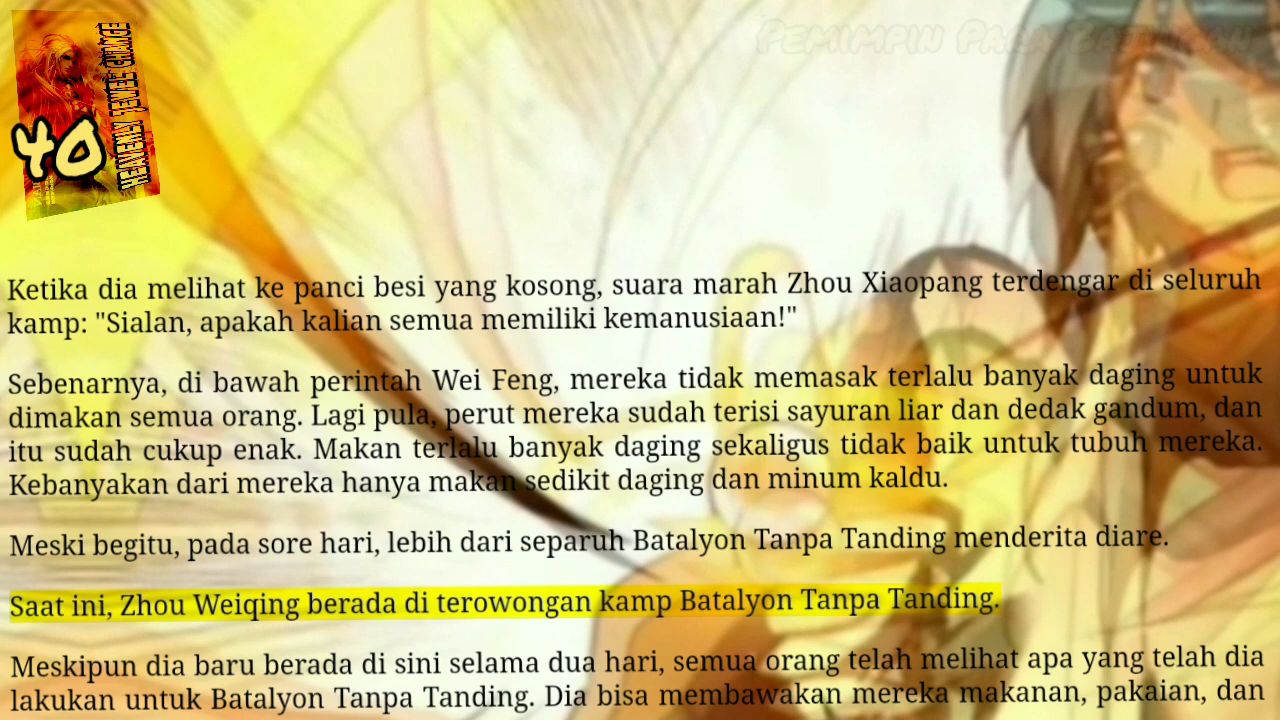 Pemimpin Para Bajingan
40
Ketika dia melihat ke panci besi yang kosong, suara marah Zhou Xiaopang terdengar di seluruh
kamp: "Sialan, apakah kalian semua memiliki kemanusiaan!"
Sebenarnya, di bawah perintah Wei Feng, mereka tidak memasak terlalu banyak daging untuk
dimakan semua orang. Lagi pula, perut mereka sudah terisi sayuran liar dan dedak gandum, dan
itu sudah cukup enak. Makan terlalu banyak daging sekaligus tidak baik untuk tubuh mereka.
Kebanyakan dari mereka hanya makan sedikit daging dan minum kaldu.
Meski begitu, pada sore hari, lebih dari separuh Batalyon Tanpa Tanding menderita diare.
Saat ini, Zhou Weiqing berada di terowongan kamp Batalyon Tanpa Tanding.
Meskipun dia baru berada di sini selama dua hari, semua orang telah melihat apa yang telah dia
lakukan untuk Batalyon Tanpa Tanding. Dia bisa membawakan mereka makanan, pakaian, dan